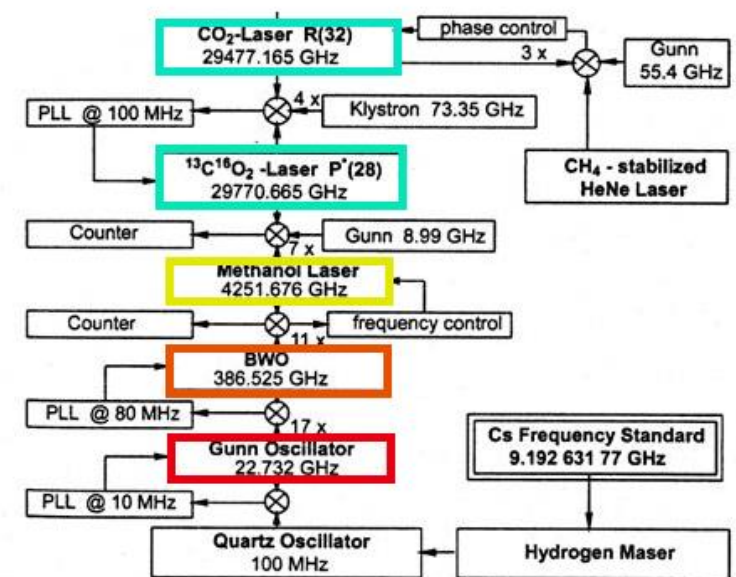 CO₂-Laser R(32)
29477.165 GHz
phase control
3 x
Gunn
55.4 GHz
PLL @ 100 MHz
4 x
Klystron 73.35 GHz
¹³C¹⁶O₂ -Laser P*(28)
29770.665 GHz
CH₄ - stabilized
HeNe Laser
Counter
7 x
Gunn 8.99 GHz
Methanol Laser
4251.676 GHz
Counter
11 x
frequency control
BWO
386.525 GHz
PLL @ 80 MHz
17 x
Gunn Oscillator
22.732 GHz
Cs Frequency Standard
9.192 631 77 GHz
PLL @ 10 MHz
Quartz Oscillator
100 MHz
Hydrogen Maser